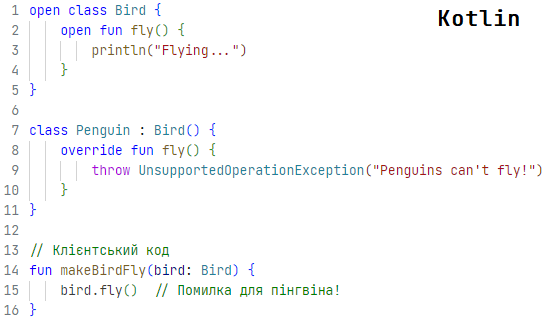 Kotlin
1 open class Bird {
2     open fun fly() {
3         println("Flying...")
4     }
5 }
6
7 class Penguin : Bird() {
8     override fun fly() {
9         throw UnsupportedOperationException("Penguins can't fly!")
10     }
11 }
12
13 // Клієнтський код
14 fun makeBirdFly(bird: Bird) {
15     bird.fly()  // Помилка для пінгвіна!
16 }